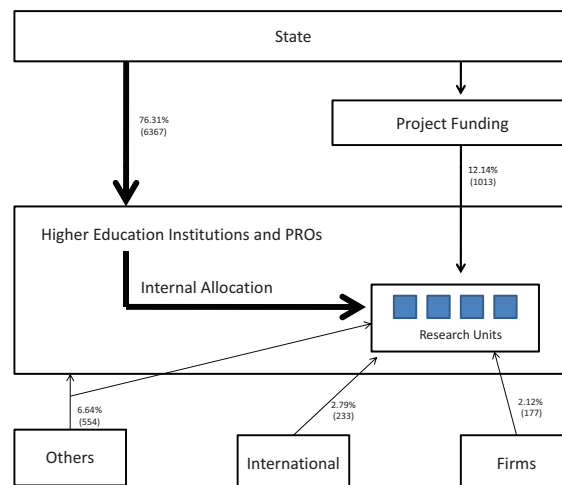 State
76.31%
(6367)
Project Funding
12.14%
(1013)
Higher Education Institutions and PROs
Internal Allocation
Research Units
6.64%
(554)
2.79%
(233)
2.12%
(177)
Others
International
Firms